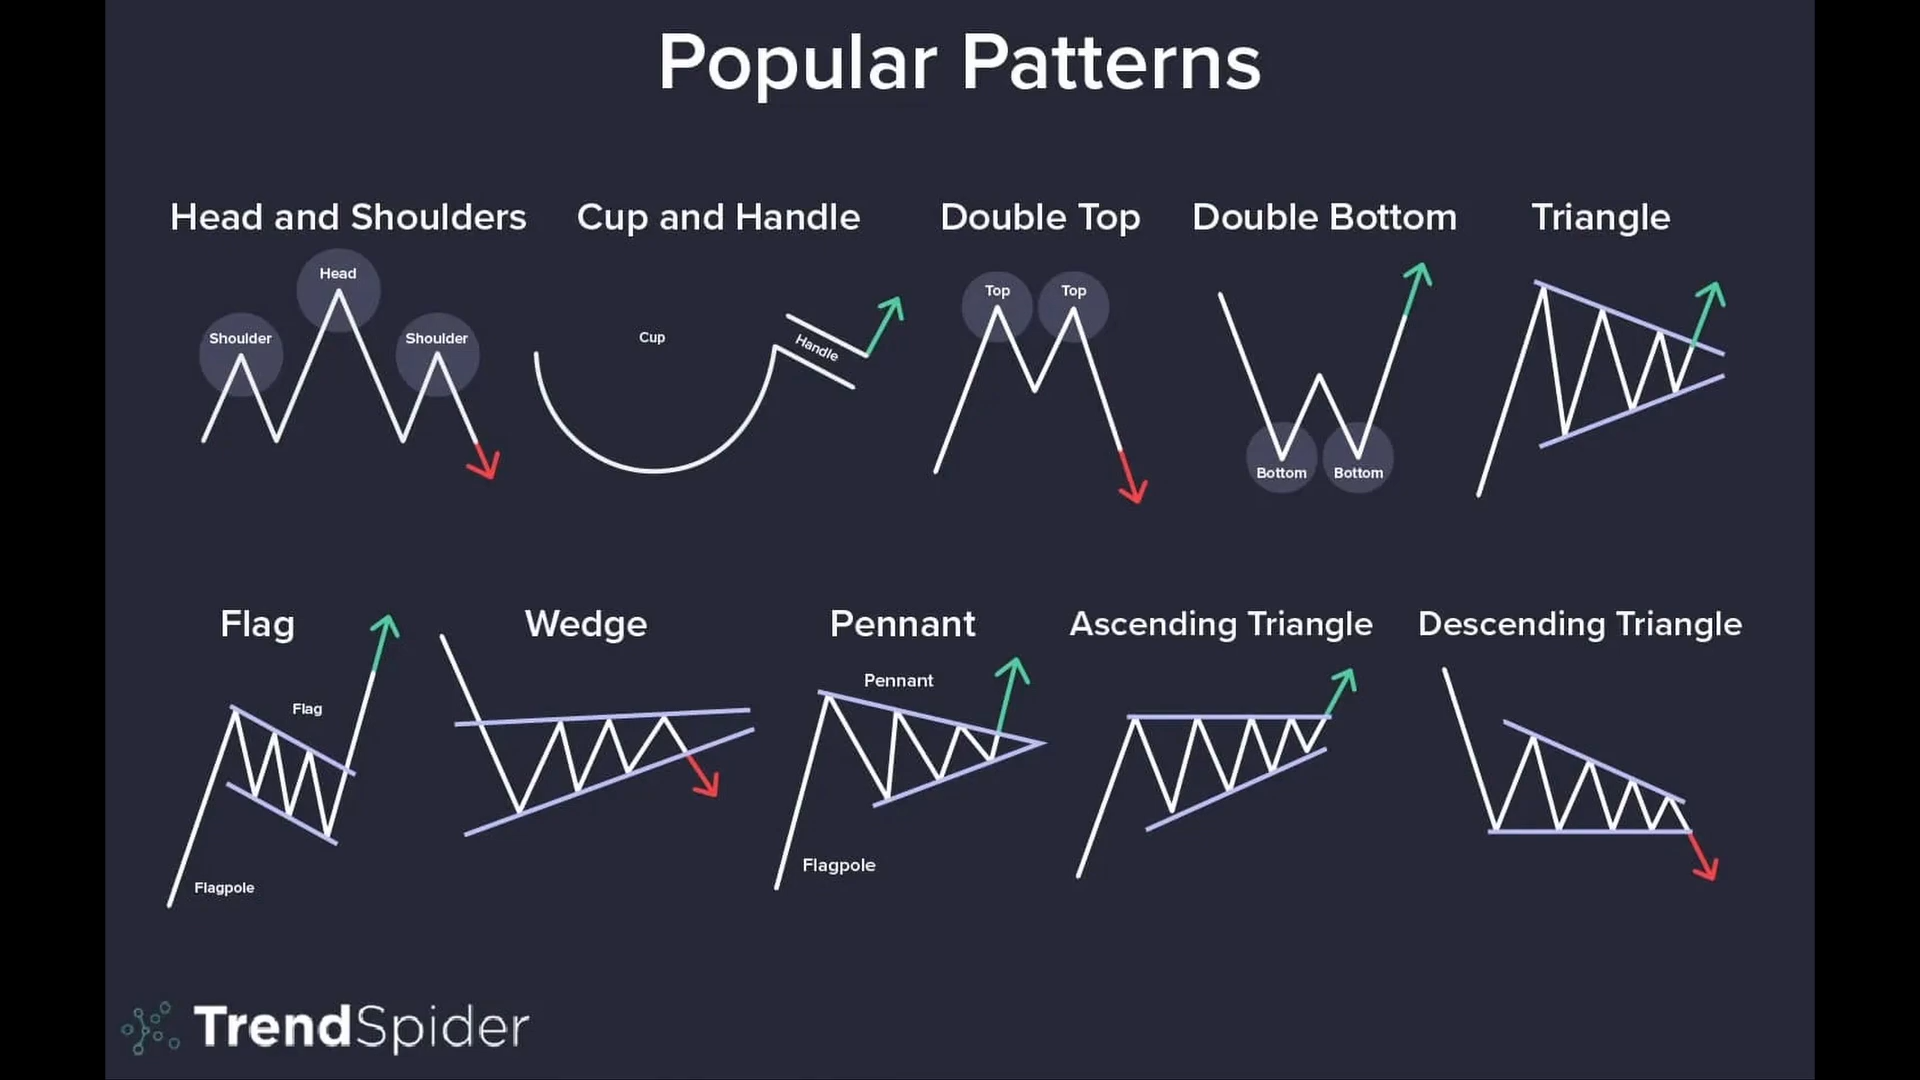 Popular Patterns
Head and Shoulders
Cup and Handle
Double Top
Double Bottom
Triangle
Head
Shoulder
Shoulder
Cup
Handle
Top
Top
Bottom
Bottom
Flag
Wedge
Pennant
Ascending Triangle
Descending Triangle
Flag
Flagpole
Pennant
Flagpole
TrendSpider